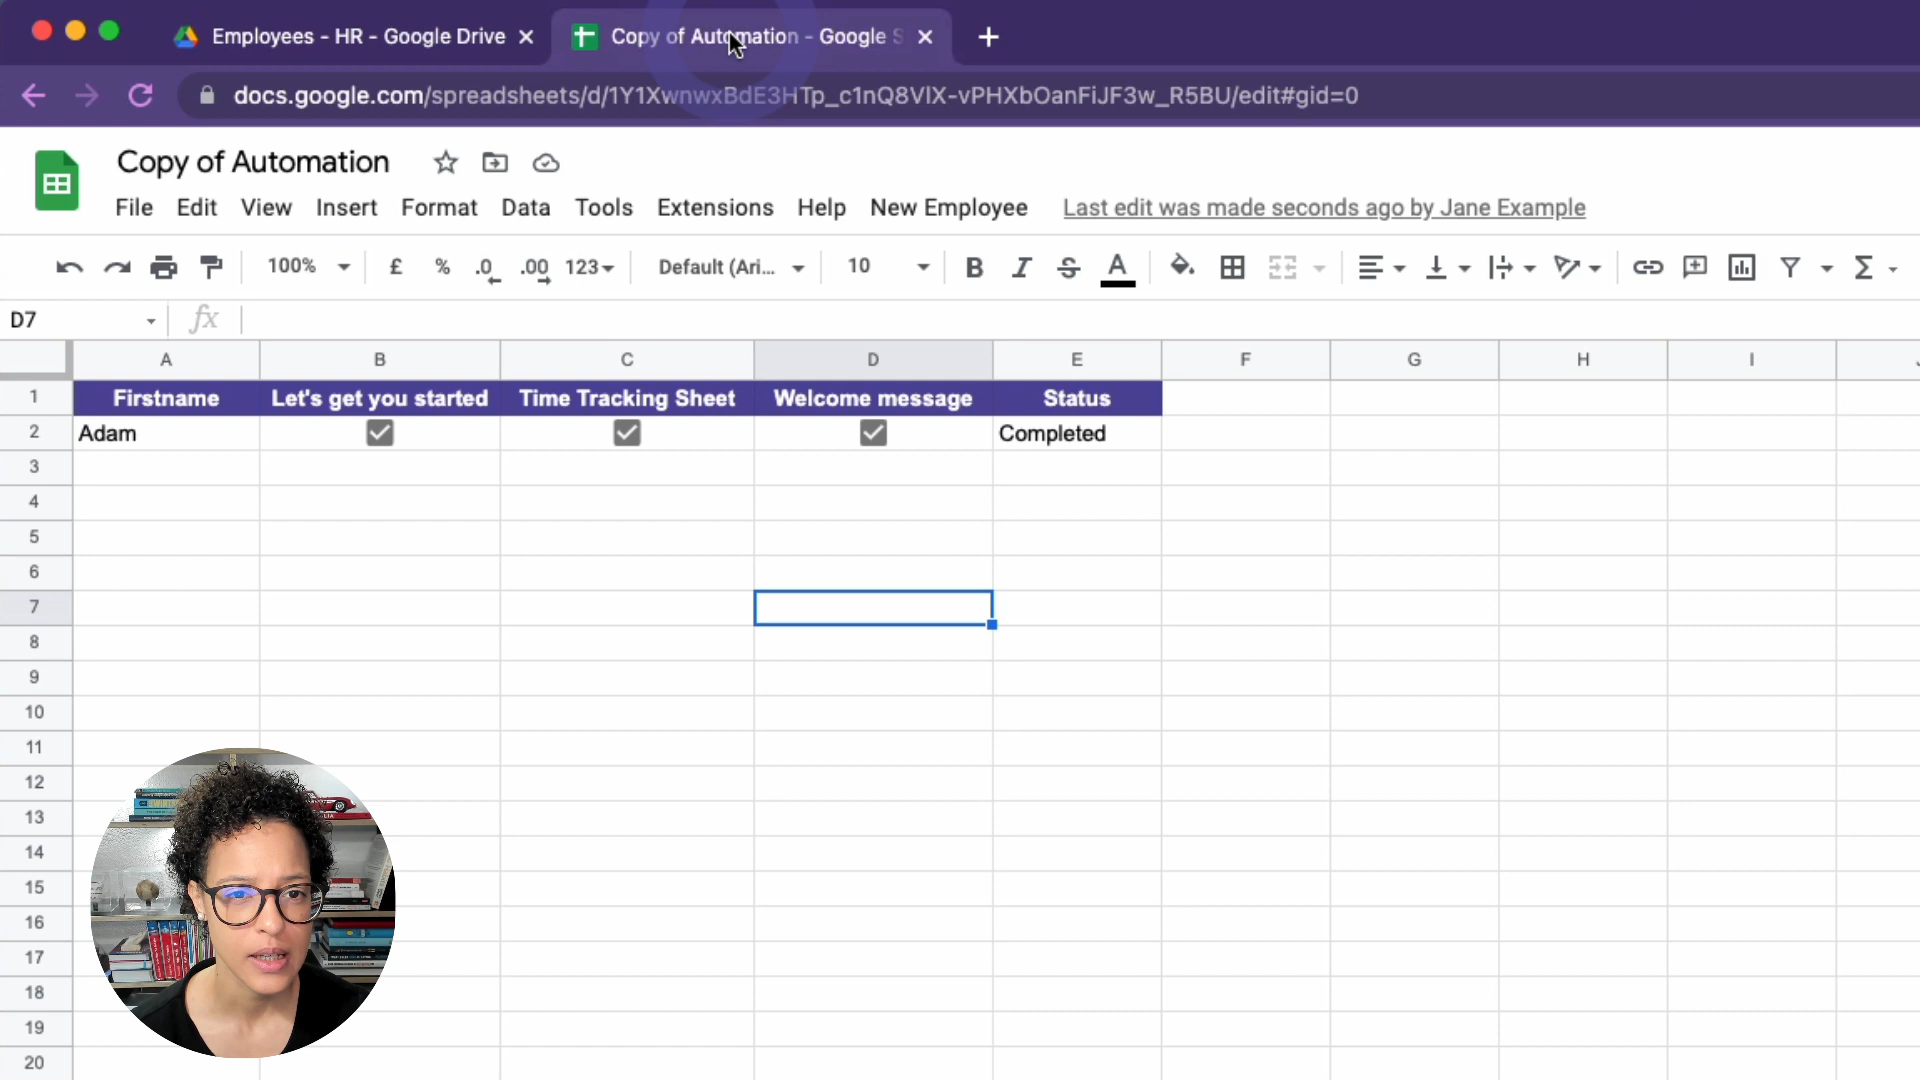 Employees - HR - Google Drive
Copy of Automation - Google S
docs.google.com/spreadsheets/d/1Y1XwnwxBdE3HTp_c1nQ8VlX-vPHXbOanFiJF3w_R5BU/edit#gid=0
Copy of Automation
File Edit View Insert Format Data Tools Extensions Help New Employee Last edit was made seconds ago by Jane Example
100% £ % .0 .00 123 Default (Ari... 10 B I S A Σ
D7 fx
A B C D E F G H I
1 Firstname Let's get you started Time Tracking Sheet Welcome message Status
2 Adam Completed
3
4
5
6
7
8
9
10
11
12
13
14
15
16
17
18
19
20